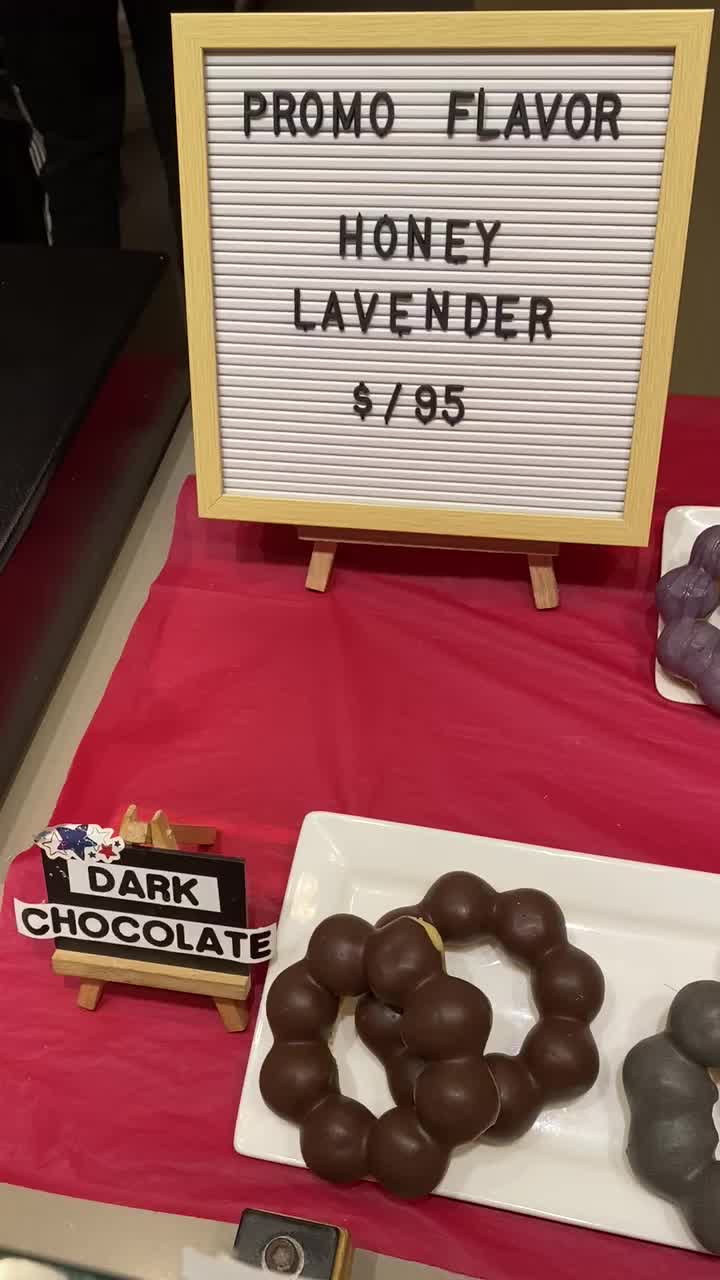 PROMO FLAVOR
HONEY
LAVENDER
$/95
DARK
CHOCOLATE